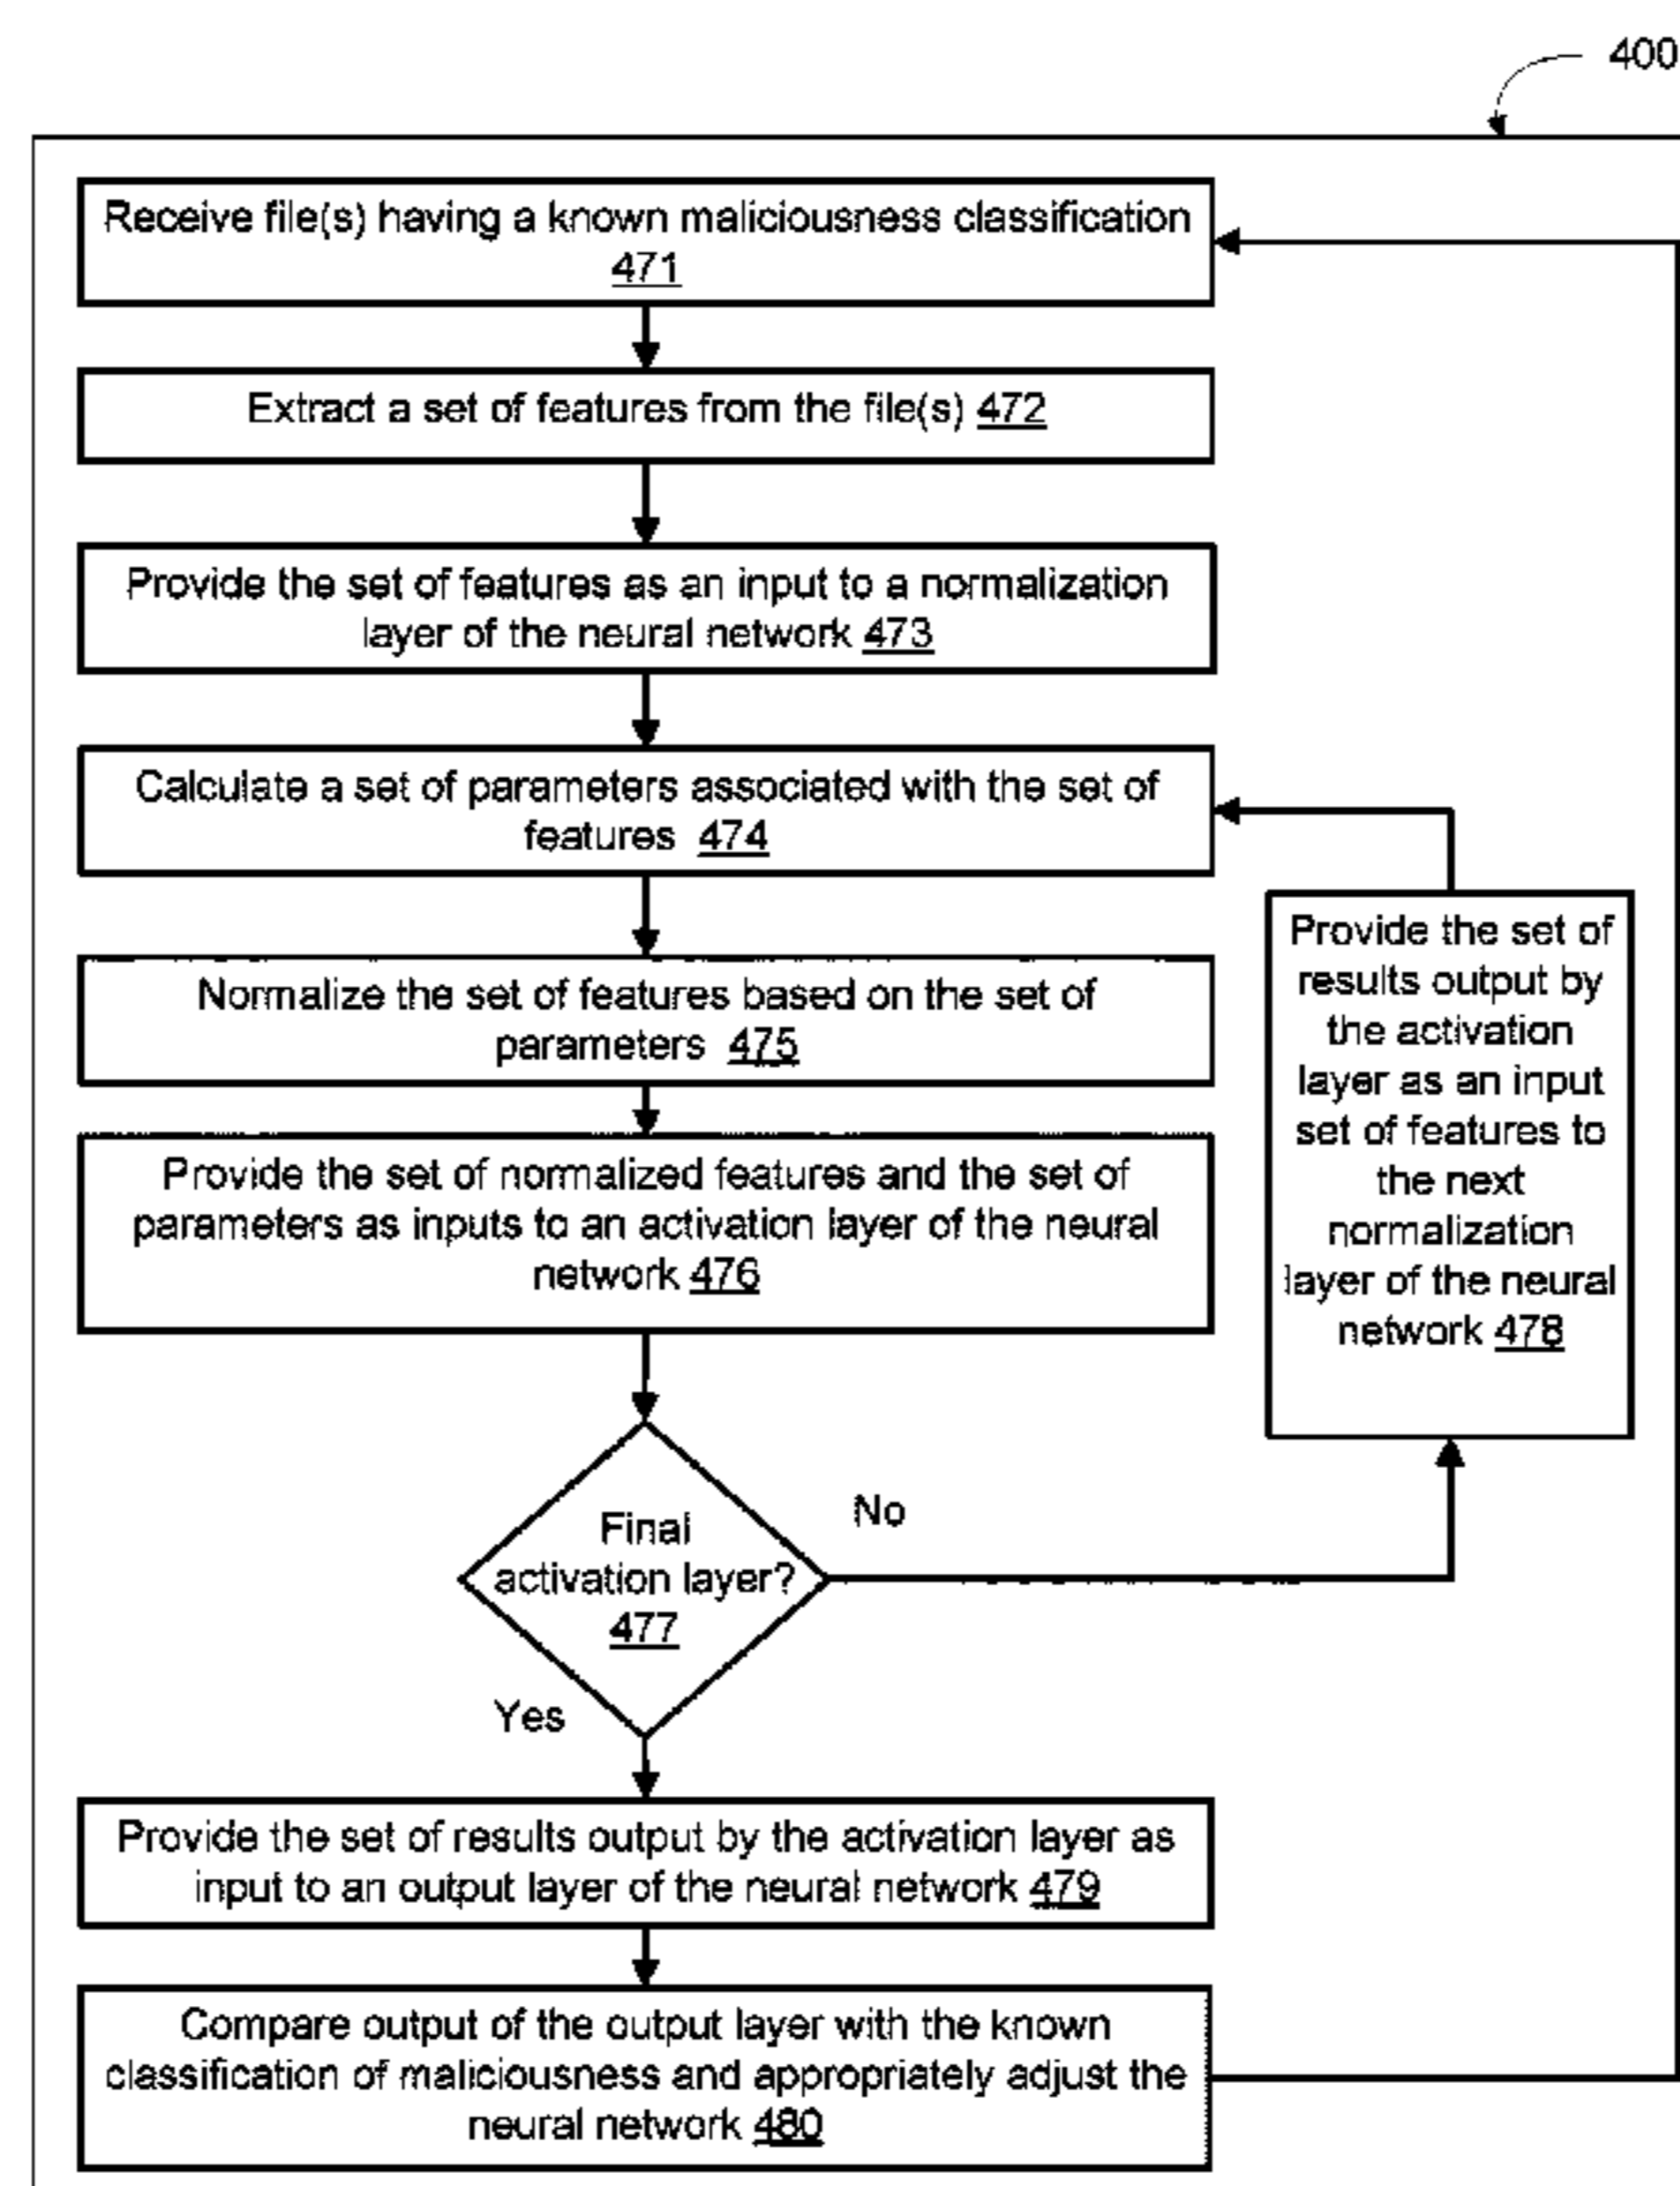 400
Receive file(s) having a known maliciousness classification
471
Extract a set of features from the file(s) 472
Provide the set of features as an input to a normalization
layer of the neural network 473
Calculate a set of parameters associated with the set of
features 474
Normalize the set of features based on the set of
parameters 475
Provide the set of normalized features and the set of
parameters as inputs to an activation layer of the neural
network 476
Provide the set of
results output by
the activation
layer as an input
set of features to
the next
normalization
layer of the neural
network 478
Final
activation layer?
477
No
Yes
Provide the set of results output by the activation layer as
input to an output layer of the neural network 479
Compare output of the output layer with the known
classification of maliciousness and appropriately adjust the
neural network 480